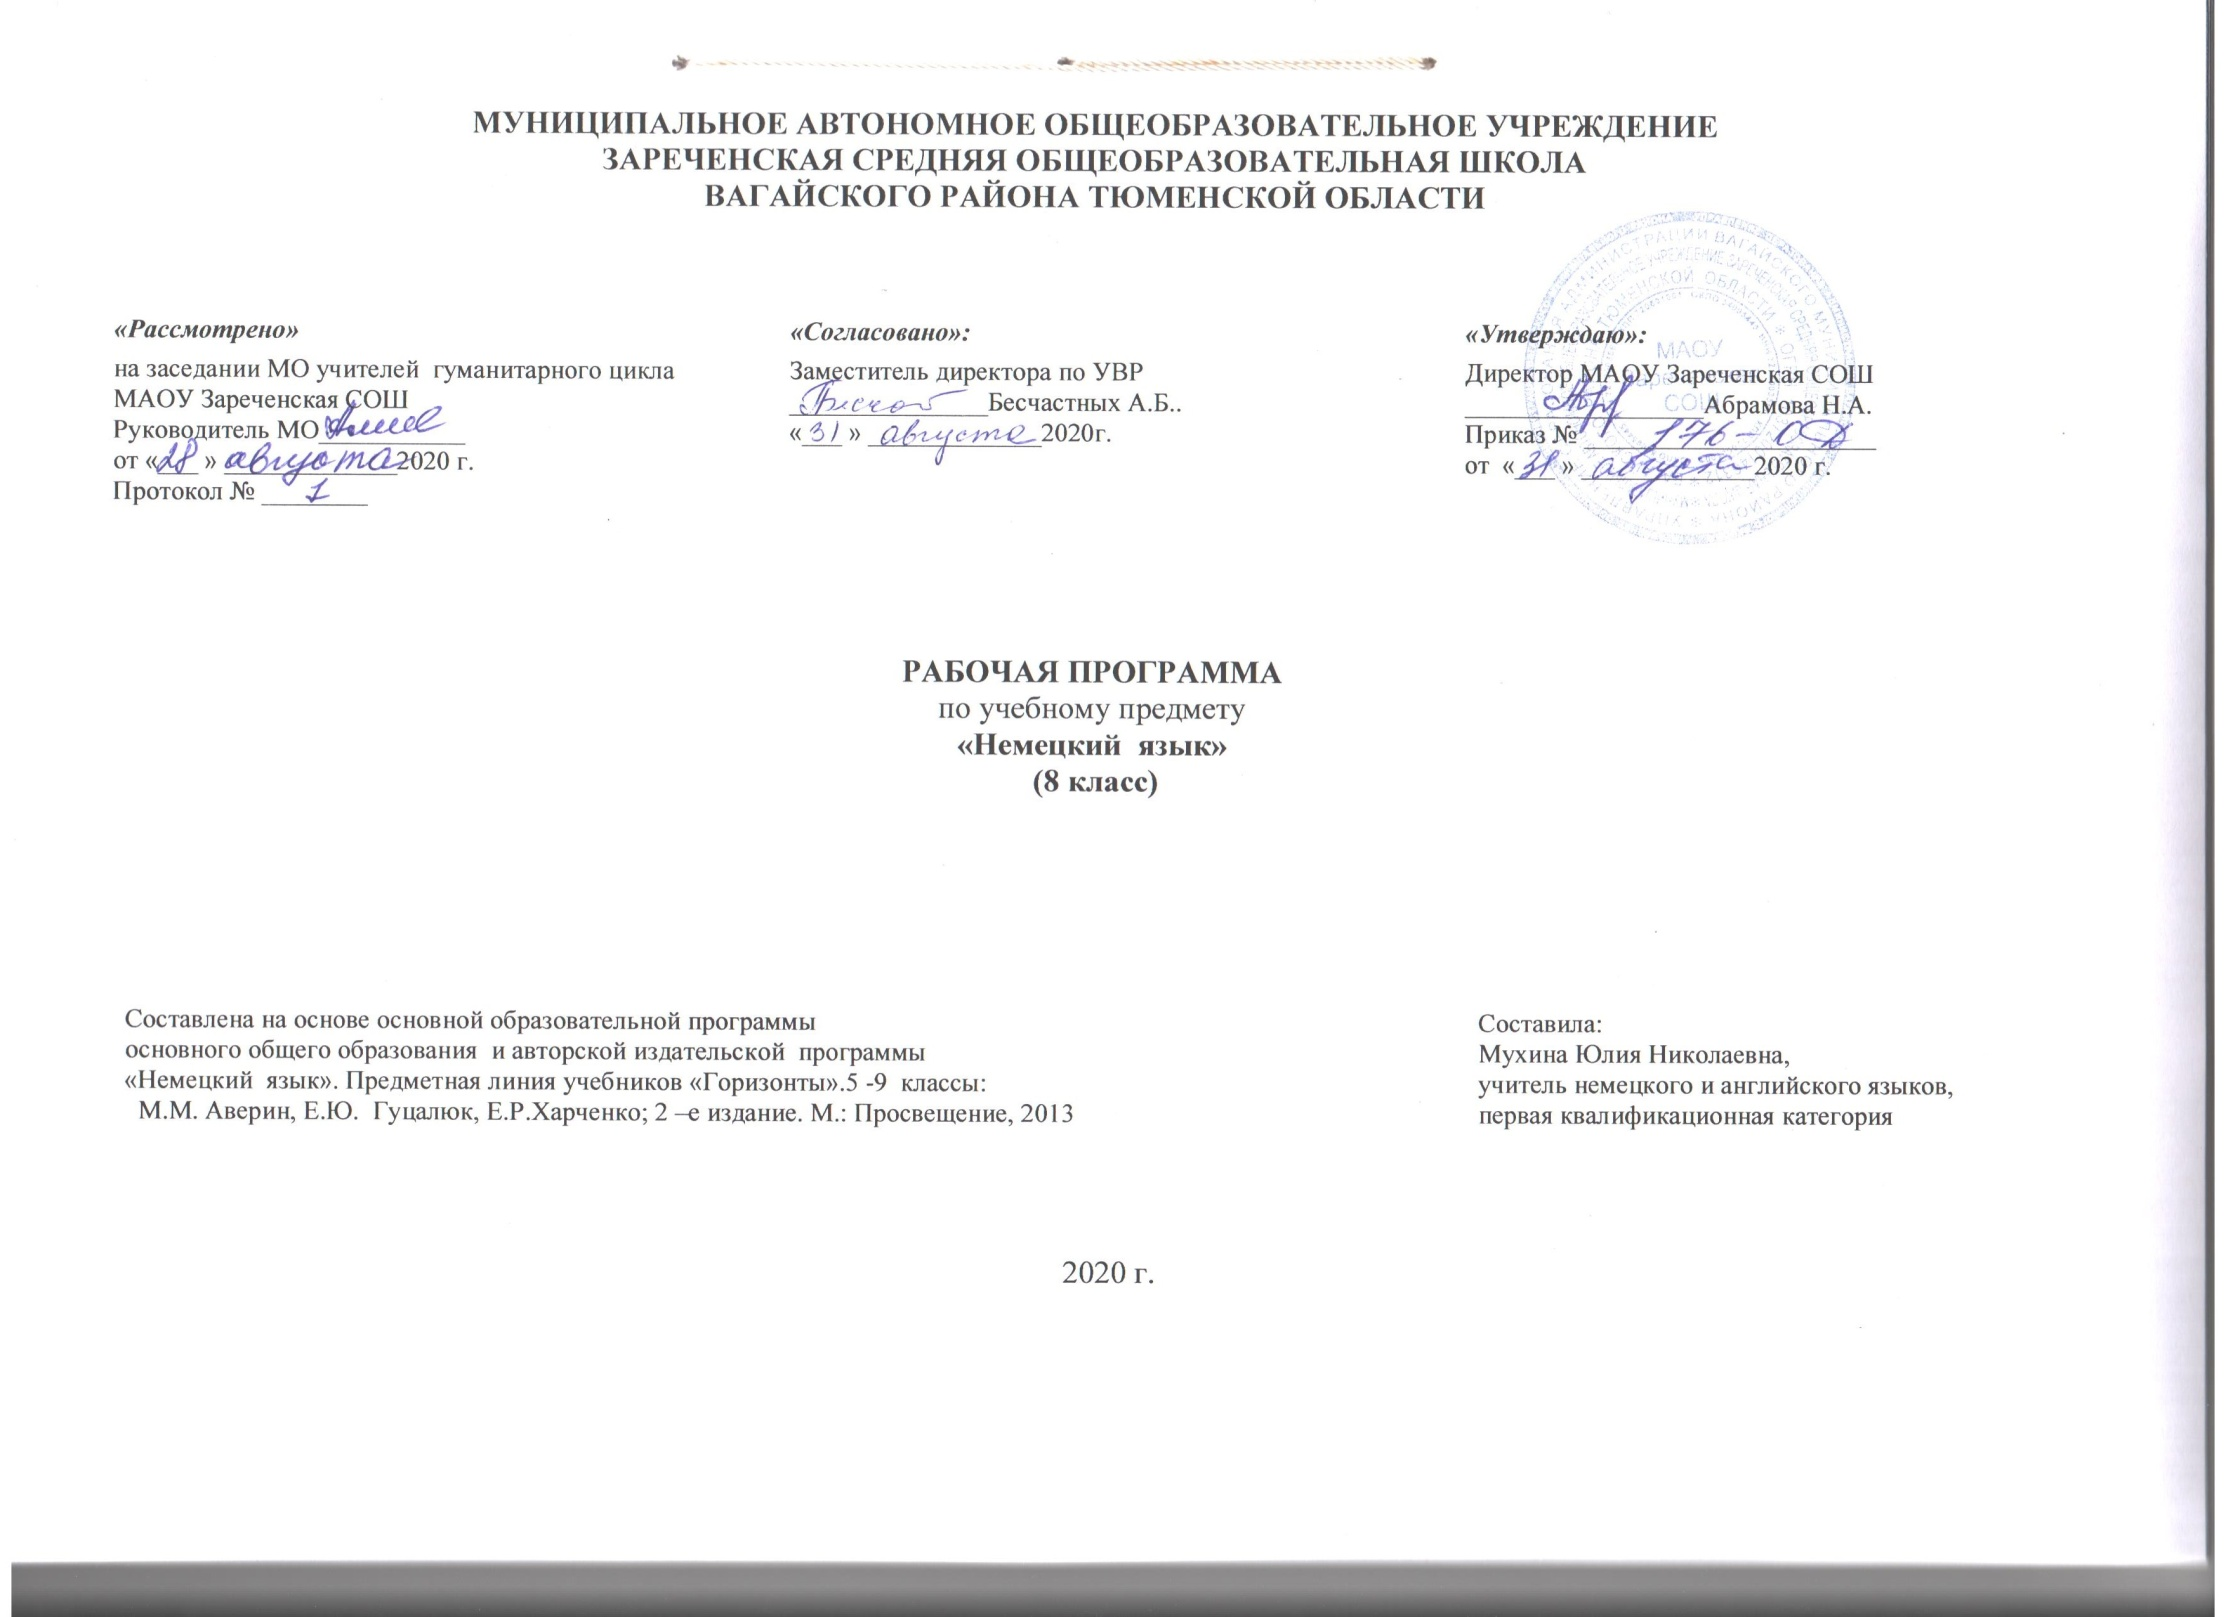 МУНИЦИПАЛЬНОЕ АВТОНОМНОЕ ОБЩЕОБРАЗОВАТЕЛЬНОЕ УЧРЕЖДЕНИЕ
ЗАРЕЧЕНСКАЯ СРЕДНЯЯ ОБЩЕОБРАЗОВАТЕЛЬНАЯ ШКОЛА
ВАГАЙСКОГО РАЙОНА ТЮМЕНСКОЙ ОБЛАСТИ
«Рассмотрено»
на заседании МО учителей гуманитарного цикла
МАОУ Зареченская СОШ
Руководитель МО
от «28» августа 2020 г.
Протокол № 1
«Согласовано»:
Заместитель директора по УВР
Бесчастных А.Б..
«31» августа 2020г.
«Утверждаю»:
Директор МАОУ Зареченская СОШ
Абрамова Н.А.
Приказ № 176-ОД
от «31» августа 2020 г.
МАОУ
СОШ
РАБОЧАЯ ПРОГРАММА
по учебному предмету
«Немецкий язык»
(8 класс)
Составлена на основе основной образовательной программы
основного общего образования и авторской издательской программы
«Немецкий язык». Предметная линия учебников «Горизонты».5 -9 классы:
М.М. Аверин, Е.Ю. Гуцалюк, Е.Р.Харченко; 2 –е издание. М.: Просвещение, 2013
Составила:
Мухина Юлия Николаевна,
учитель немецкого и английского языков,
первая квалификационная категория
2020 г.